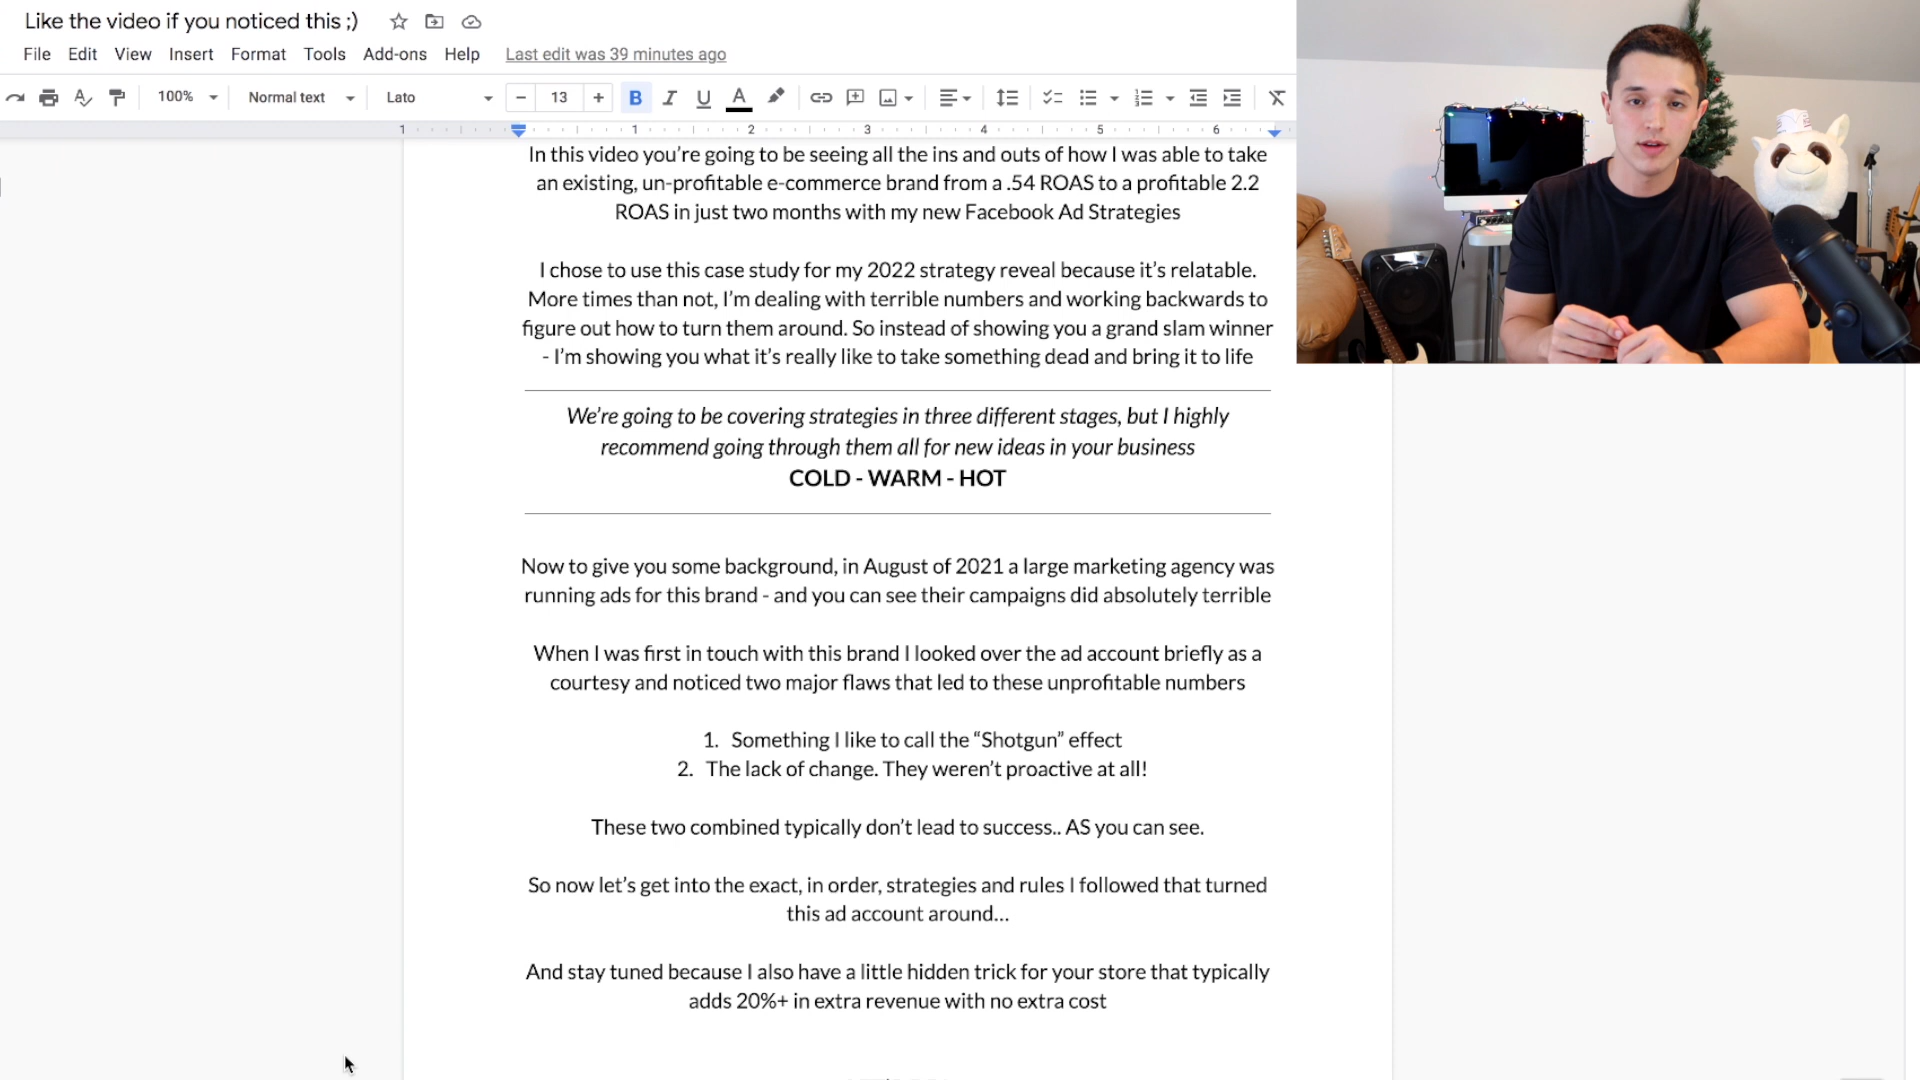 Like the video if you noticed this ;)
File Edit View Insert Format Tools Add-ons Help Last edit was 39 minutes ago
100% Normal text Lato 13 B I U A
1 1 2 3 4 5 6
In this video you’re going to be seeing all the ins and outs of how I was able to take
an existing, un-profitable e-commerce brand from a .54 ROAS to a profitable 2.2
ROAS in just two months with my new Facebook Ad Strategies
I chose to use this case study for my 2022 strategy reveal because it’s relatable.
More times than not, I’m dealing with terrible numbers and working backwards to
figure out how to turn them around. So instead of showing you a grand slam winner
- I’m showing you what it’s really like to take something dead and bring it to life
We’re going to be covering strategies in three different stages, but I highly
recommend going through them all for new ideas in your business
COLD - WARM - HOT
Now to give you some background, in August of 2021 a large marketing agency was
running ads for this brand - and you can see their campaigns did absolutely terrible
When I was first in touch with this brand I looked over the ad account briefly as a
courtesy and noticed two major flaws that led to these unprofitable numbers
1. Something I like to call the “Shotgun” effect
2. The lack of change. They weren’t proactive at all!
These two combined typically don’t lead to success.. AS you can see.
So now let’s get into the exact, in order, strategies and rules I followed that turned
this ad account around...
And stay tuned because I also have a little hidden trick for your store that typically
adds 20%+ in extra revenue with no extra cost